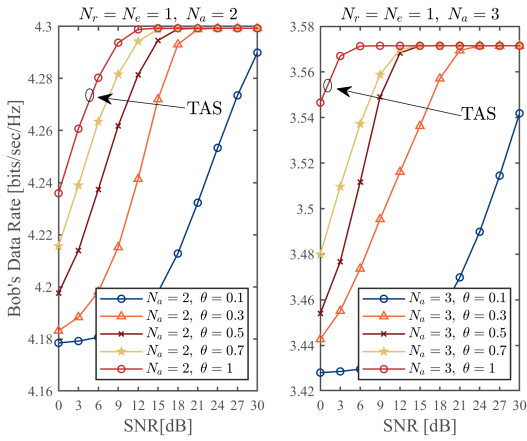 N_r = N_e = 1, N_a = 2
4.3
4.28
4.26
4.24
4.22
4.2
4.18
4.16
Bob's Data Rate [bits/sec/Hz]
TAS
N_a = 2, θ = 0.1
N_a = 2, θ = 0.3
N_a = 2, θ = 0.5
N_a = 2, θ = 0.7
N_a = 2, θ = 1
0 3 6 9 12 15 18 21 24 27 30
SNR[dB]
N_r = N_e = 1, N_a = 3
3.58
3.56
3.54
3.52
3.5
3.48
3.46
3.44
3.42
TAS
N_a = 3, θ = 0.1
N_a = 3, θ = 0.3
N_a = 3, θ = 0.5
N_a = 3, θ = 0.7
N_a = 3, θ = 1
0 3 6 9 12 15 18 21 24 27 30
SNR [dB]